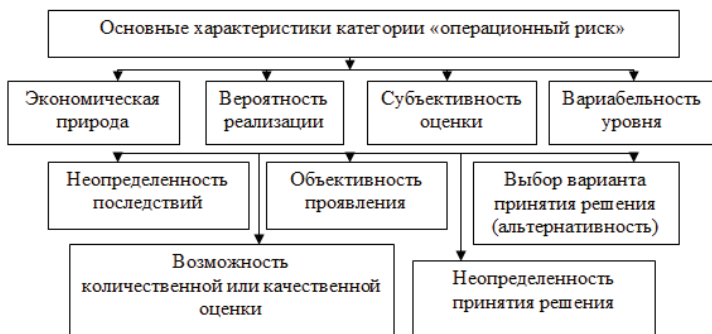 Основные характеристики категории «операционный риск»
Экономическая
природа
Вероятность
реализации
Субъективность
оценки
Вариабельность
уровня
Неопределенность
последствий
Объективность
проявления
Выбор варианта
принятия решения
(альтернативность)
Возможность
количественной или качественной
оценки
Неопределенность
принятия решения